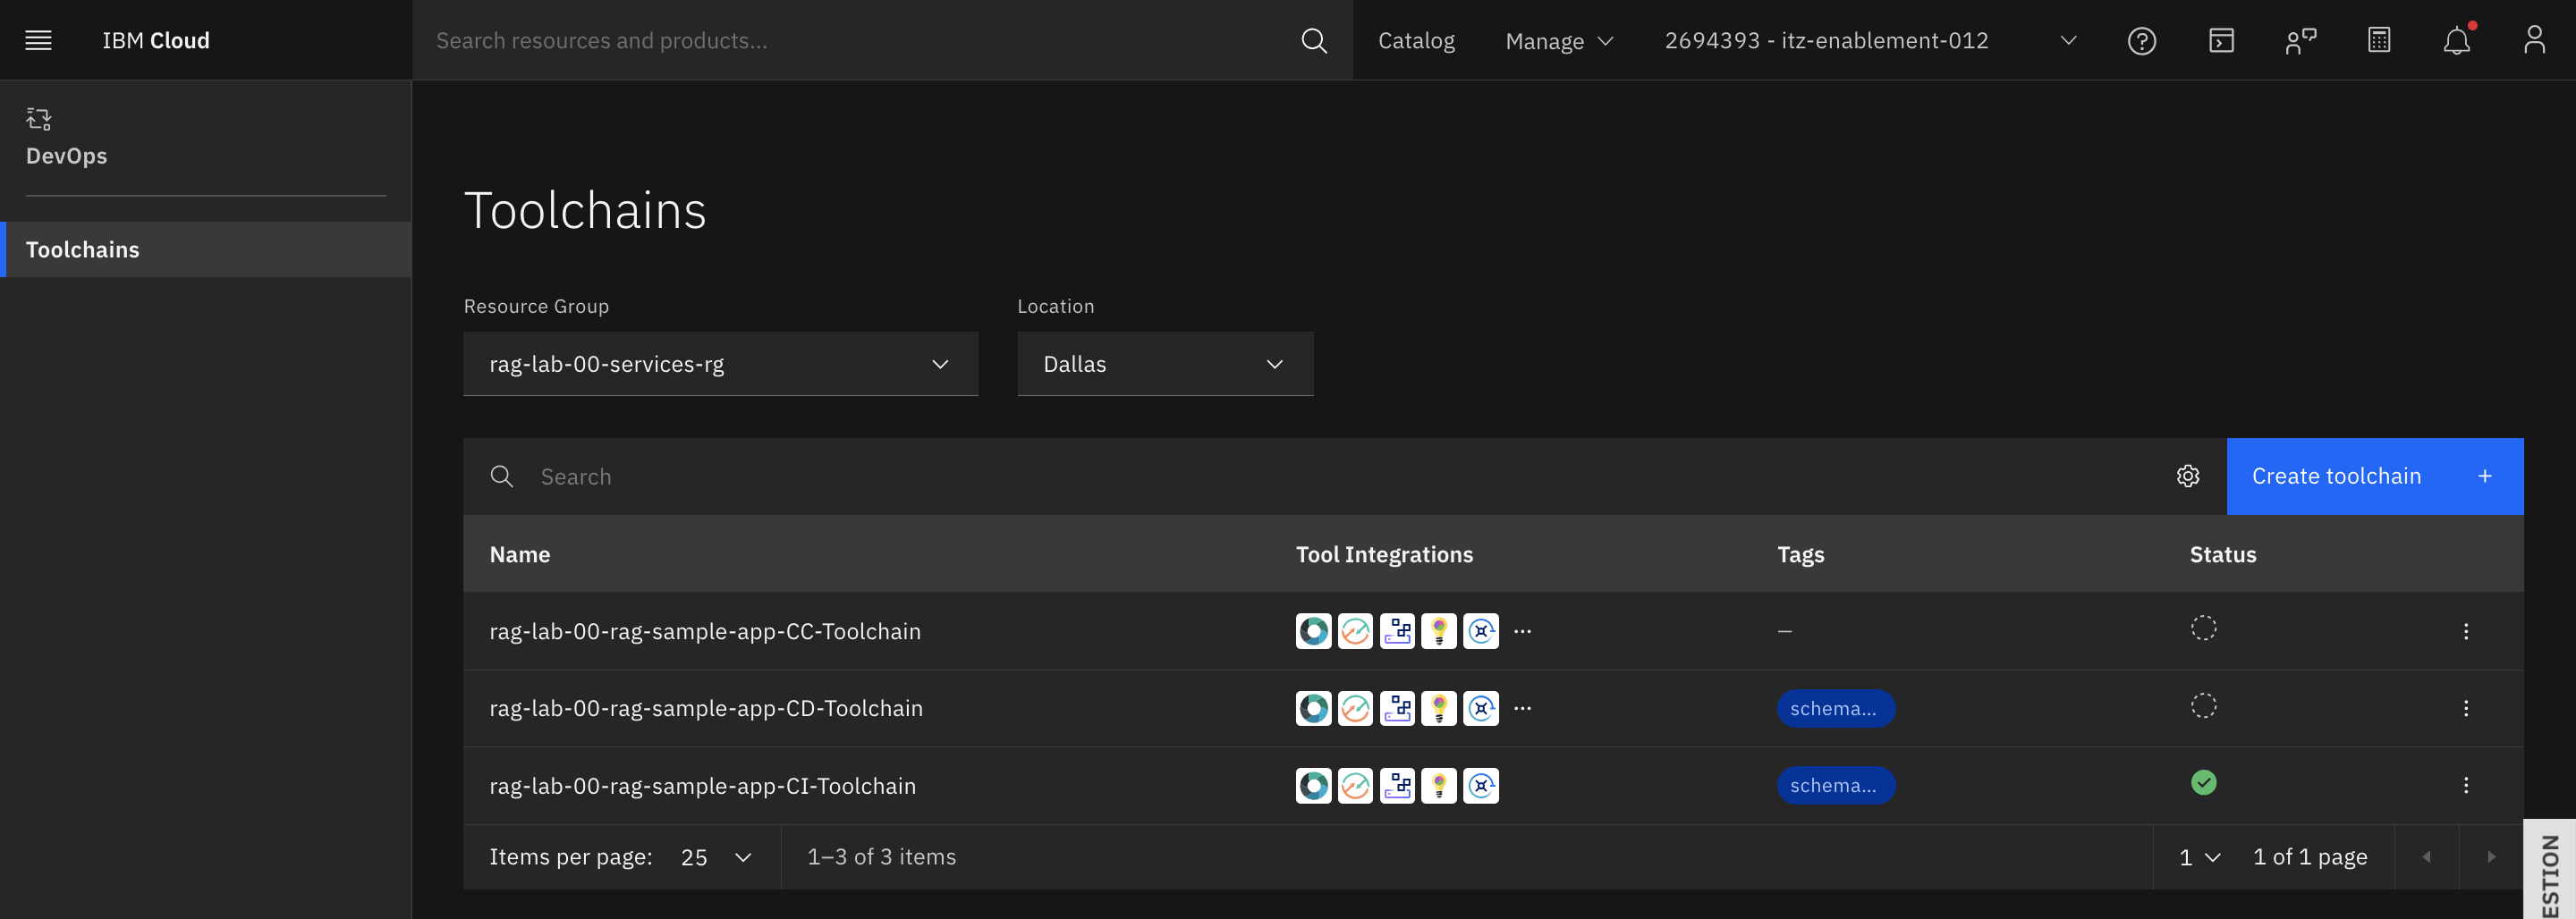 IBM Cloud
Search resources and products...
Catalog
Manage
2694393 - itz-enablement-012
DevOps
Toolchains
Toolchains
Resource Group
Location
rag-lab-00-services-rg
Dallas
Search
Create toolchain +
Name
Tool Integrations
Tags
Status
rag-lab-00-rag-sample-app-CC-Toolchain
–
rag-lab-00-rag-sample-app-CD-Toolchain
schema...
rag-lab-00-rag-sample-app-CI-Toolchain
schema...
Items per page: 25
1–3 of 3 items
1
1 of 1 page
ESTION